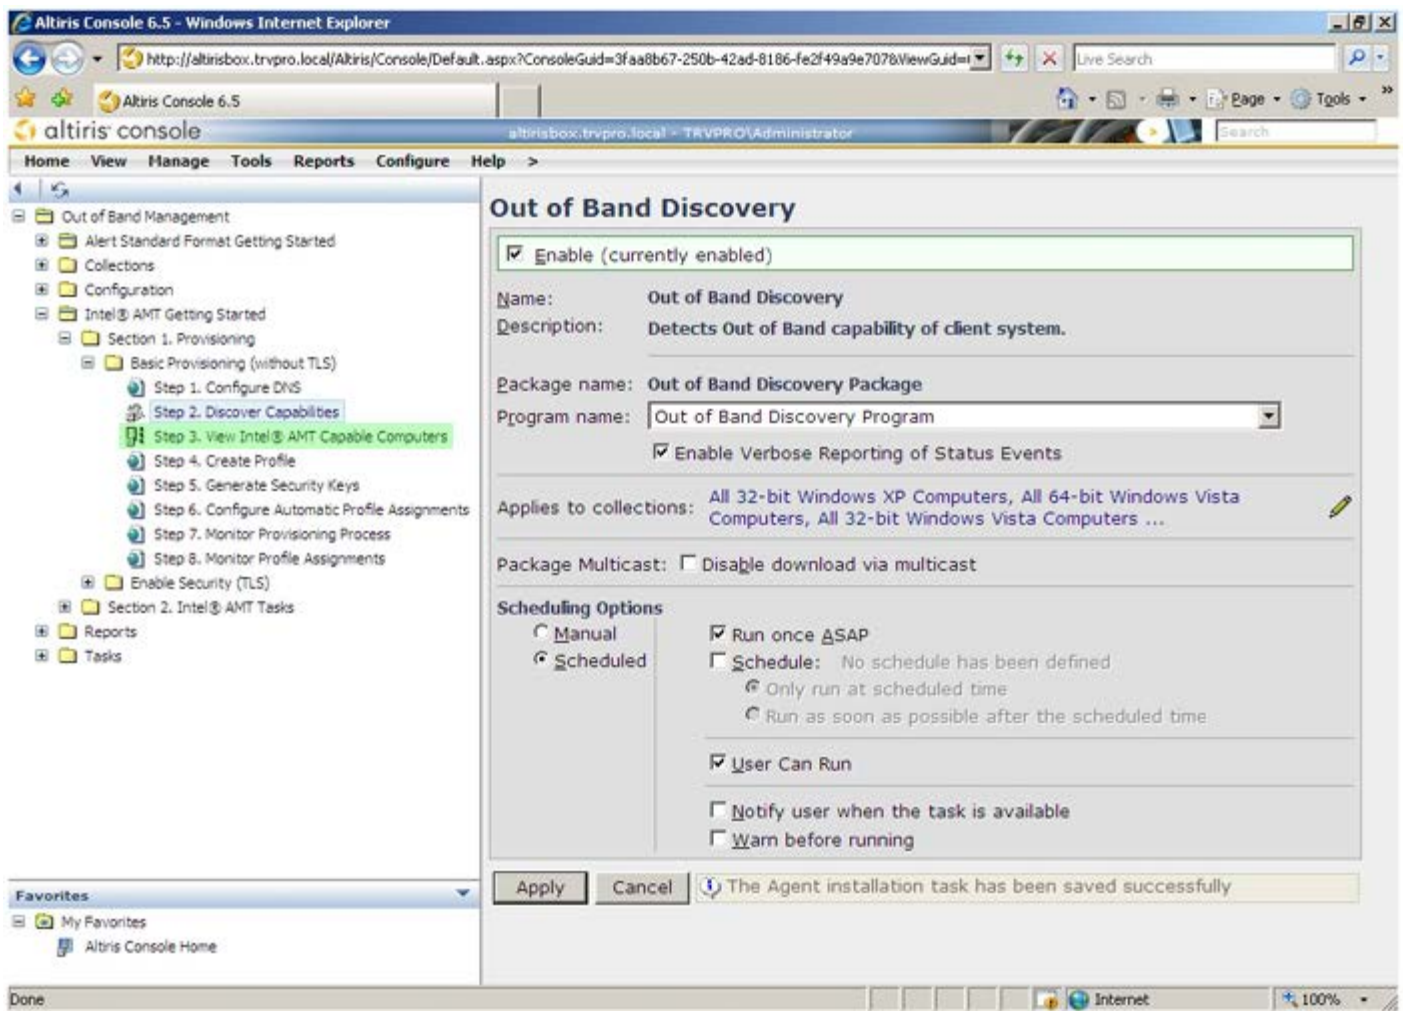 Altiris Console 6.5 - Windows Internet Explorer
http://altirisbox.trvpro.local/Altiris/Console/Default.aspx?ConsoleGuid=3faa8b67-250b-42ad-8186-fe2f49a9e707&ViewGuid=
Live Search
Altiris Console 6.5
Page
Tools
altiris console
altirisbox.trvpro.local - TRVPRO\Administrator
Search
Home View Manage Tools Reports Configure Help >
Out of Band Management
Alert Standard Format Getting Started
Collections
Configuration
Intel® AMT Getting Started
Section 1. Provisioning
Basic Provisioning (without TLS)
Step 1. Configure DNS
Step 2. Discover Capabilities
Step 3. View Intel® AMT Capable Computers
Step 4. Create Profile
Step 5. Generate Security Keys
Step 6. Configure Automatic Profile Assignments
Step 7. Monitor Provisioning Process
Step 8. Monitor Profile Assignments
Enable Security (TLS)
Section 2. Intel® AMT Tasks
Reports
Tasks
Favorites
My Favorites
Altiris Console Home
Out of Band Discovery
Enable (currently enabled)
Name: Out of Band Discovery
Description: Detects Out of Band capability of client system.
Package name: Out of Band Discovery Package
Program name: Out of Band Discovery Program
Enable Verbose Reporting of Status Events
Applies to collections: All 32-bit Windows XP Computers, All 64-bit Windows Vista
Computers, All 32-bit Windows Vista Computers ...
Package Multicast: Disable download via multicast
Scheduling Options
Manual
Scheduled
Run once ASAP
Schedule: No schedule has been defined
Only run at scheduled time
Run as soon as possible after the scheduled time
User Can Run
Notify user when the task is available
Warn before running
Apply Cancel The Agent installation task has been saved successfully
Done
Internet
100%